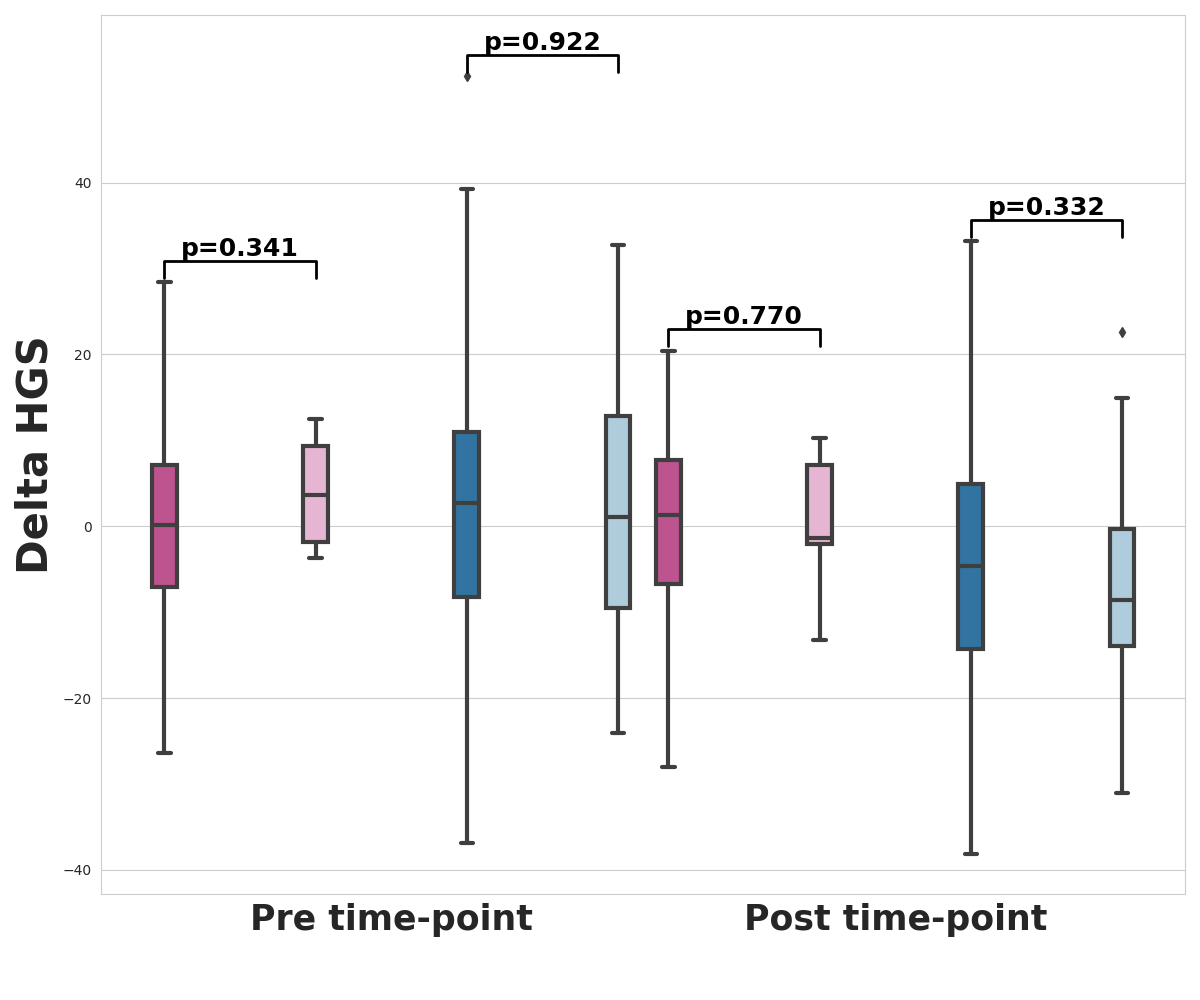 p=0.922
40
p=0.332
p=0.341
p=0.770
20
Delta HGS
0
−20
−40
Pre time-point
Post time-point